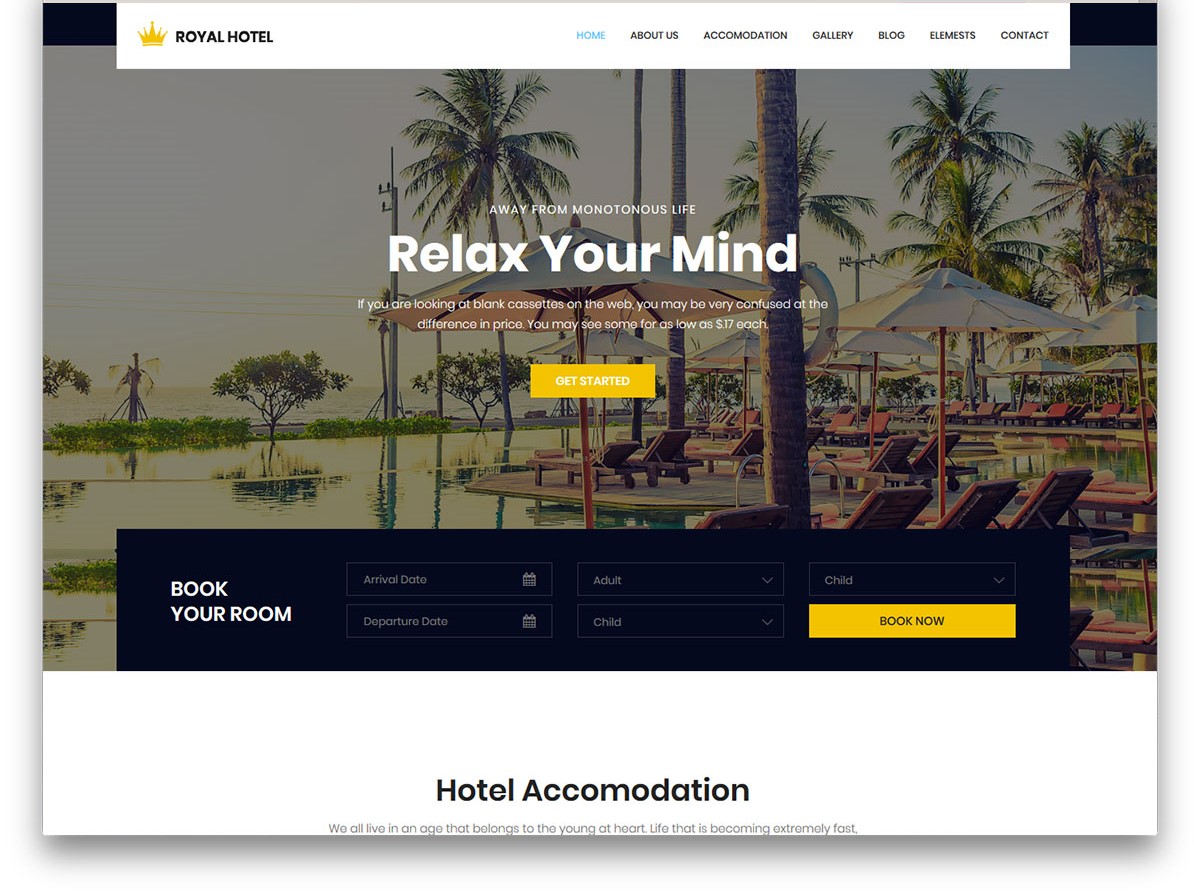 ROYAL HOTEL
HOME ABOUT US ACCOMODATION GALLERY BLOG ELEMESTS CONTACT
AWAY FROM MONOTONOUS LIFE
Relax Your Mind
If you are looking at blank cassettes on the web, you may be very confused at the
difference in price. You may see some for as low as $.17 each.
GET STARTED
BOOK
YOUR ROOM
Arrival Date
Adult
Child
Departure Date
Child
BOOK NOW
Hotel Accomodation
We all live in an age that belongs to the young at heart. Life that is becoming extremely fast,